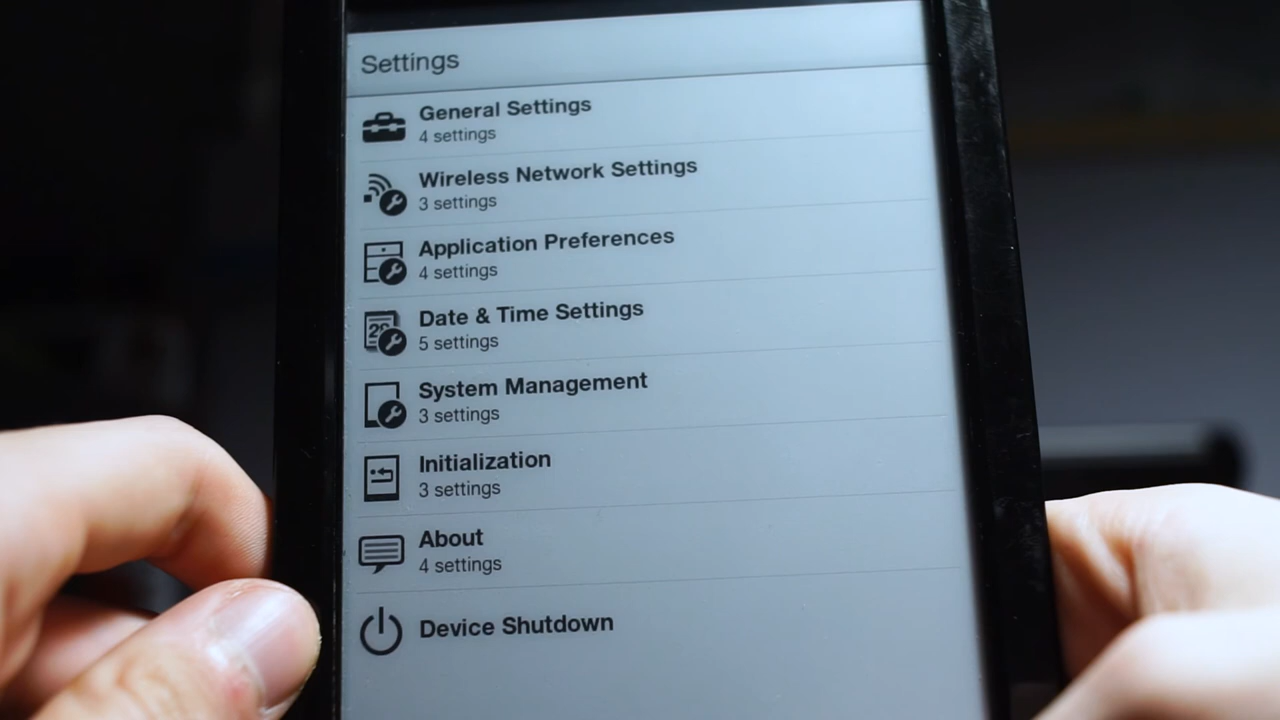 Settings
General Settings
4 settings
Wireless Network Settings
3 settings
Application Preferences
4 settings
Date & Time Settings
5 settings
System Management
3 settings
Initialization
3 settings
About
4 settings
Device Shutdown